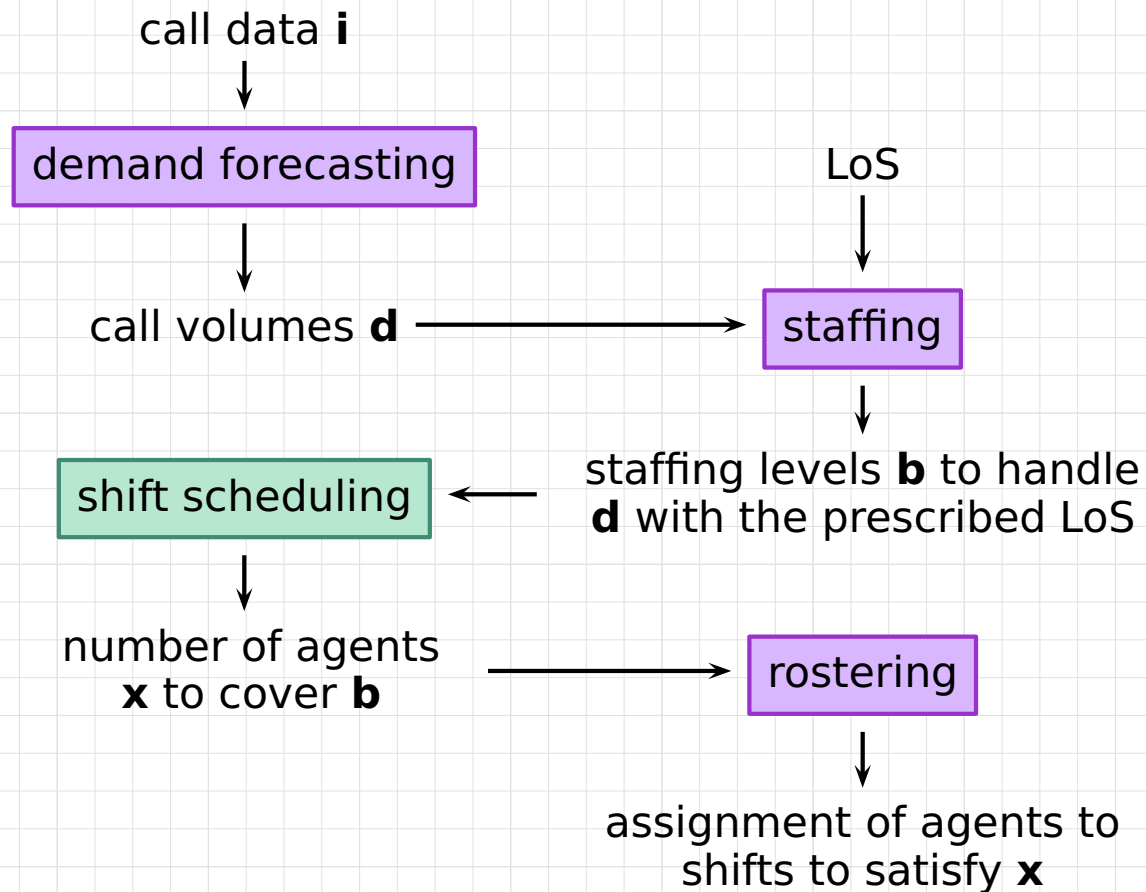 call data i
demand forecasting
LoS
call volumes d
staffing
staffing levels b to handle
d with the prescribed LoS
shift scheduling
number of agents
x to cover b
rostering
assignment of agents to
shifts to satisfy x